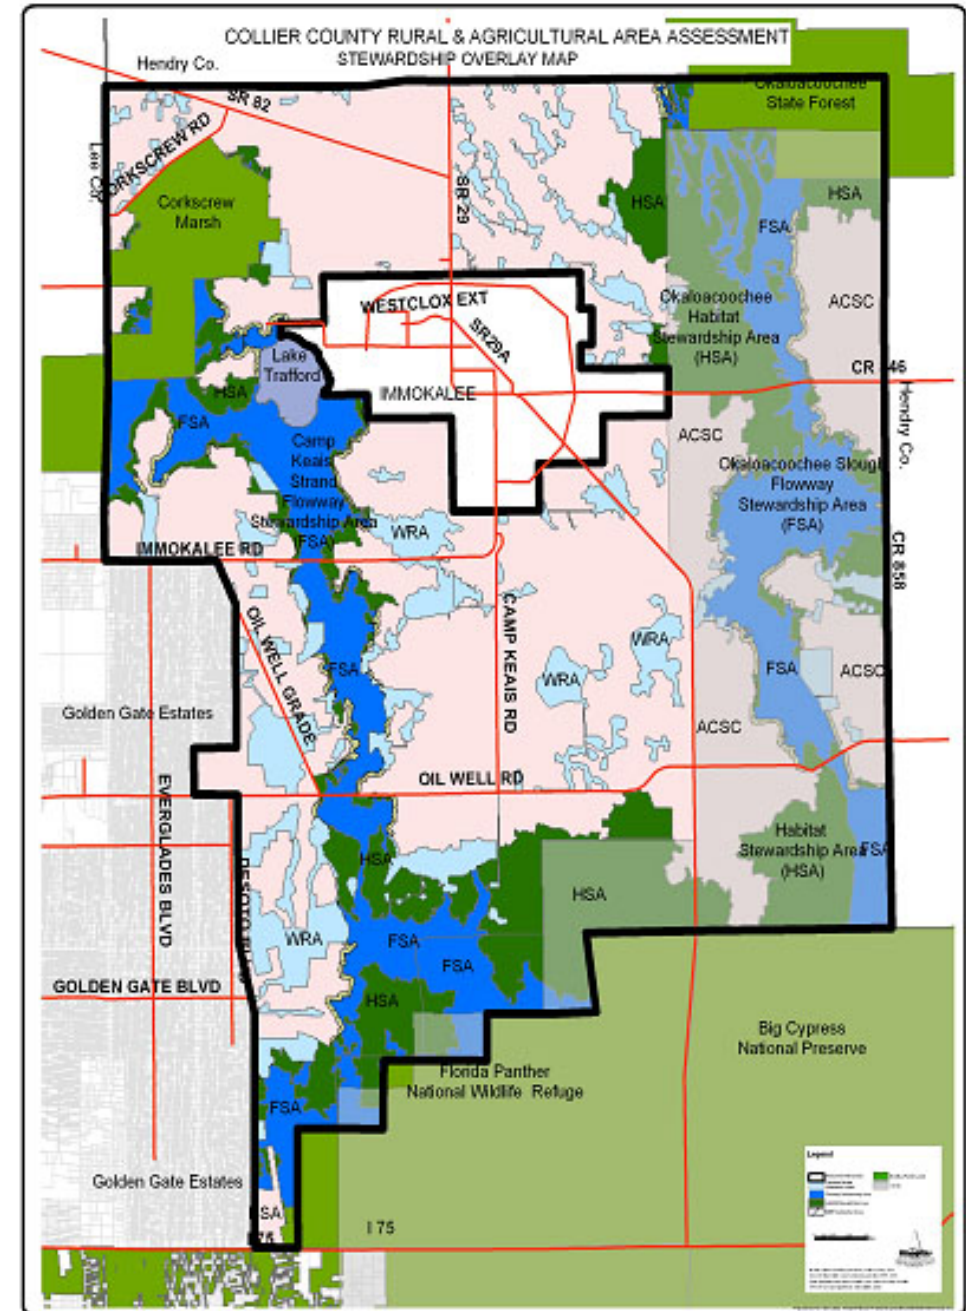 COLLIER COUNTY RURAL & AGRICULTURAL AREA ASSESSMENT
STEWARDSHIP OVERLAY MAP
Hendry Co.
Okaloacoochee
State Forest
SR 82
CORKSCREW RD
Lee Co.
Corkscrew
Marsh
SR 29
HSA
HSA
FSA
ACSC
WESTCLOX EXT
SR29A
Okaloacoochee
Habitat
Stewardship Area
(HSA)
Lake
Trafford
IMMOKALEE
CR 846
Hendry Co.
HSA
FSA
ACSC
Camp
Keais
Strand
Flowway
Stewardship Area
(FSA)
Okaloacoochee Slough
Flowway
Stewardship Area
(FSA)
WRA
IMMOKALEE RD
CR 858
OIL WELL GRADE
CAMP KEAIS RD
WRA
FSA
WRA
FSA
ACSC
Golden Gate Estates
ACSC
OIL WELL RD
EVERGLADES BLVD
DESOTO BLVD
HSA
Habitat
Stewardship Area
(HSA)
FSA
HSA
WRA
FSA
FSA
GOLDEN GATE BLVD
HSA
Big Cypress
National Preserve
Florida Panther
National Wildlife Refuge
FSA
Golden Gate Estates
SA
I 75
75
Legend